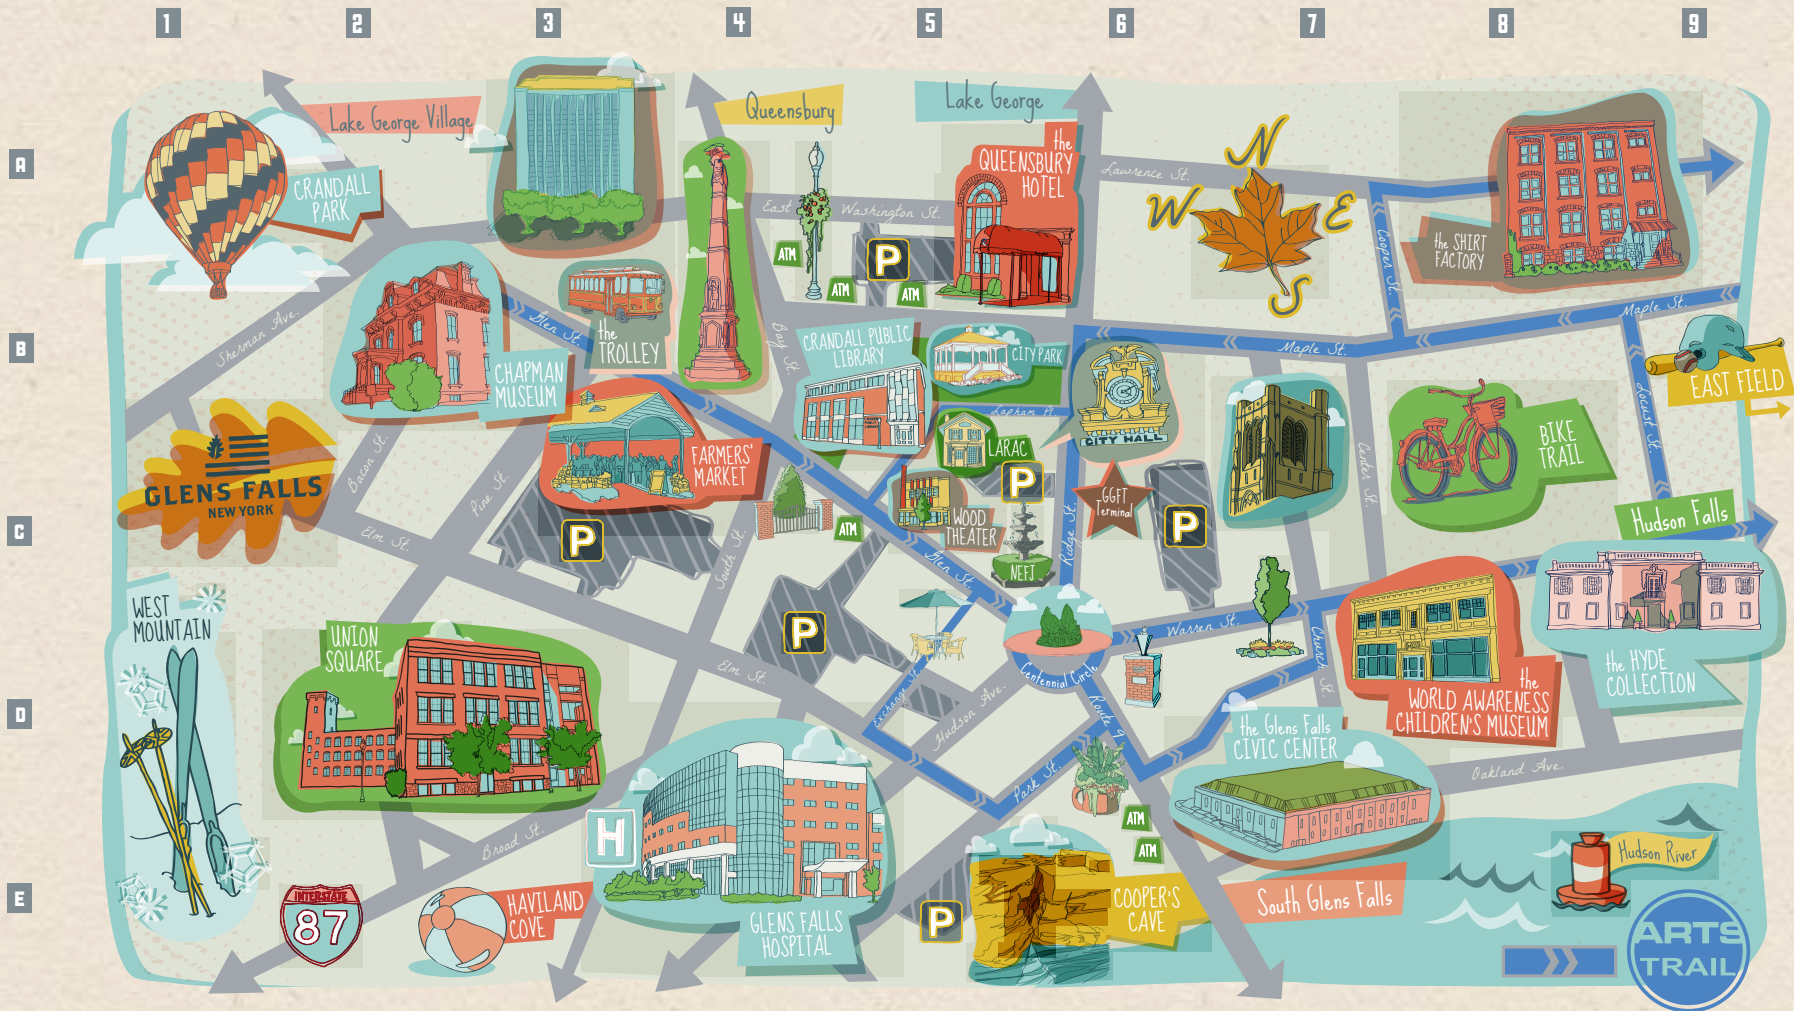 1 2 3 4 5 6 7 8 9
A
B
C
D
E
Lake George Village
Queensbury
Lake George
the
QUEENSBURY
HOTEL
CRANDALL
PARK
N
W
E
S
Lawrence St.
East
Washington St.
ATM
P
ATM
ATM
Cooper St.
the SHIRT
FACTORY
Sherman Ave.
Glen St.
the
TROLLEY
Bay St.
CRANDALL PUBLIC
LIBRARY
CITY PARK
Maple St.
Maple St.
EAST FIELD
CHAPMAN
MUSEUM
Lapham Pl.
CITY HALL
Locust St.
GLENS FALLS
NEW YORK
Bacon St.
Pine St.
FARMERS'
MARKET
LARAC
P
GGFT
Terminal
P
Center St.
BIKE
TRAIL
Hudson Falls
Elm St.
P
South St.
ATM
WOOD
THEATER
NEFJ
Ridge St.
Glen St.
WEST
MOUNTAIN
UNION
SQUARE
P
Elm St.
Centennial Circle
Warren St.
Church St.
the HYDE
COLLECTION
the
WORLD AWARENESS
CHILDREN'S MUSEUM
Exchange St.
Hudson Ave.
Route 9
the Glens Falls
CIVIC CENTER
Oakland Ave.
Park St.
ATM
ATM
Broad St.
H
INTERSTATE
87
HAVILAND
COVE
GLENS FALLS
HOSPITAL
P
COOPER'S
CAVE
South Glens Falls
Hudson River
ARTS
TRAIL